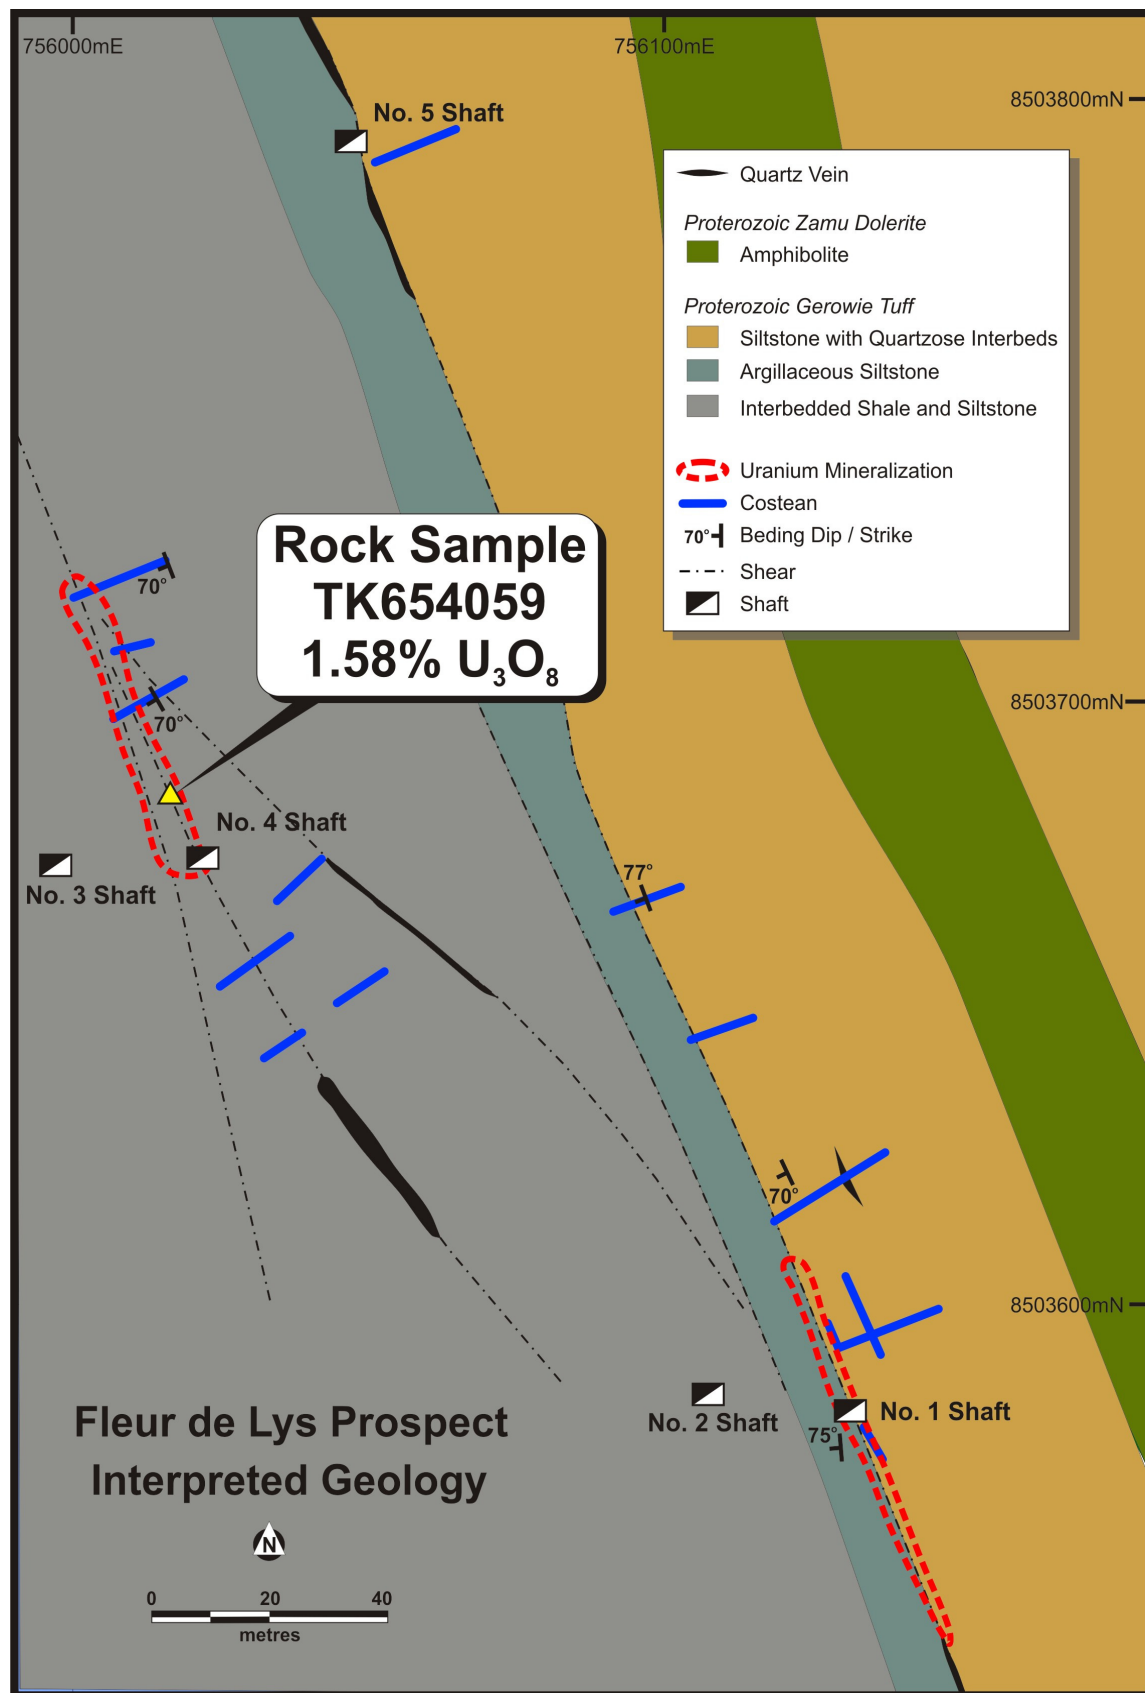 756000mE
756100mE
8503800mN
No. 5 Shaft
Quartz Vein
Proterozoic Zamu Dolerite
Amphibolite
Proterozoic Gerowie Tuff
Siltstone with Quartzose Interbeds
Argillaceous Siltstone
Interbedded Shale and Siltstone
Uranium Mineralization
Costean
70° Beding Dip / Strike
Shear
Shaft
Rock Sample
TK654059
1.58% U₃O₈
70°
70°
8503700mN
No. 4 Shaft
No. 3 Shaft
77°
70°
8503600mN
No. 2 Shaft
No. 1 Shaft
75°
Fleur de Lys Prospect
Interpreted Geology
N
0 20 40
metres